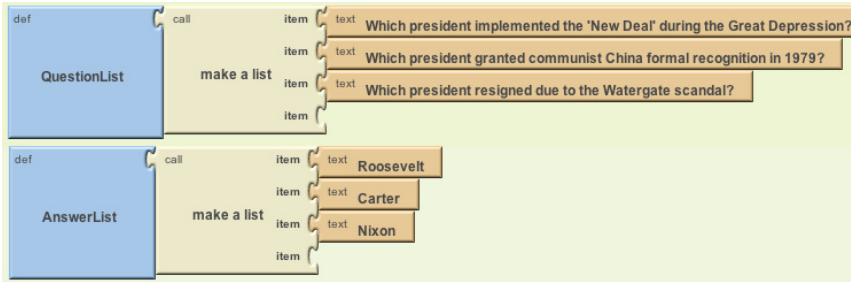 def call item text Which president implemented the 'New Deal' during the Great Depression?
item text Which president granted communist China formal recognition in 1979?
QuestionList make a list item text Which president resigned due to the Watergate scandal?
item
def call item text Roosevelt
item text Carter
AnswerList make a list item text Nixon
item